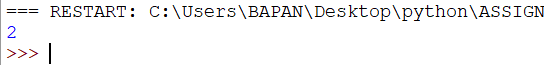 === RESTART: C:\Users\BAPAN\Desktop\python\ASSIGN
2
>>>